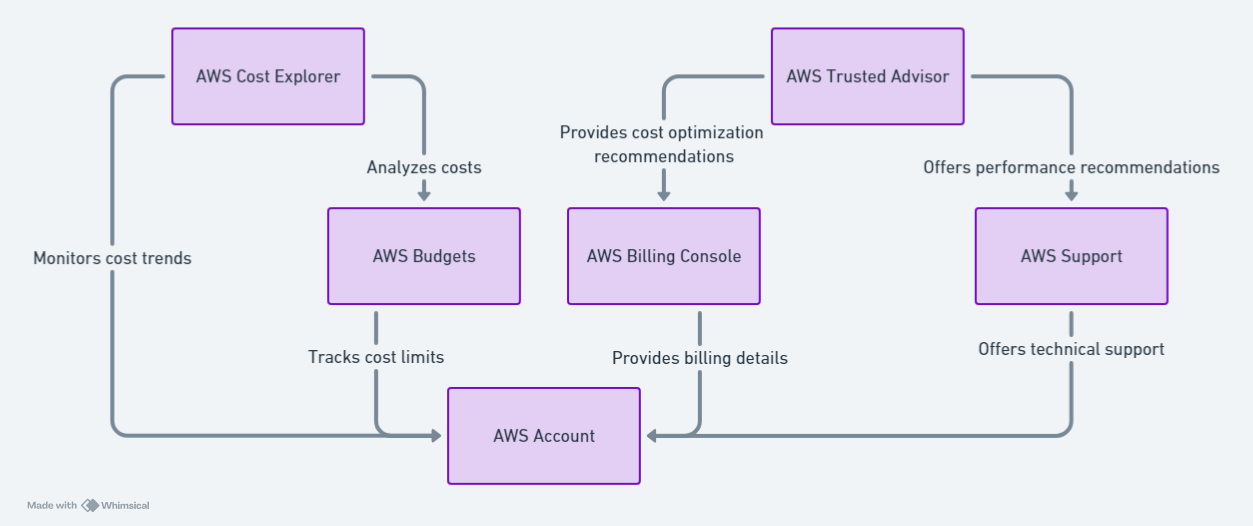 AWS Cost Explorer
AWS Trusted Advisor
Provides cost optimization
recommendations
Analyzes costs
Offers performance recommendations
Monitors cost trends
AWS Budgets
AWS Billing Console
AWS Support
Tracks cost limits
Provides billing details
Offers technical support
AWS Account
Made with Whimsical